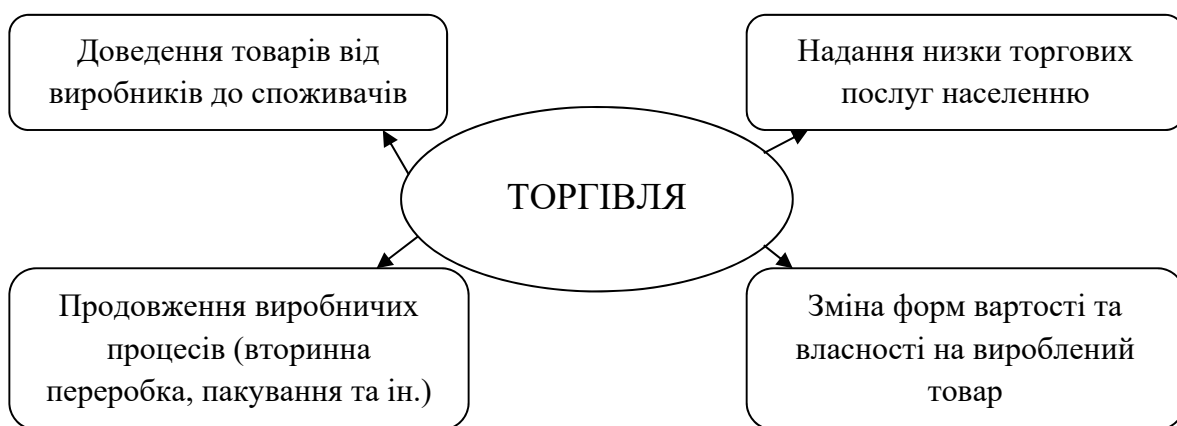 Доведення товарів від
виробників до споживачів
Надання низки торгових
послуг населенню
ТОРГІВЛЯ
Продовження виробничих
процесів (вторинна
переробка, пакування та ін.)
Зміна форм вартості та
власності на вироблений
товар